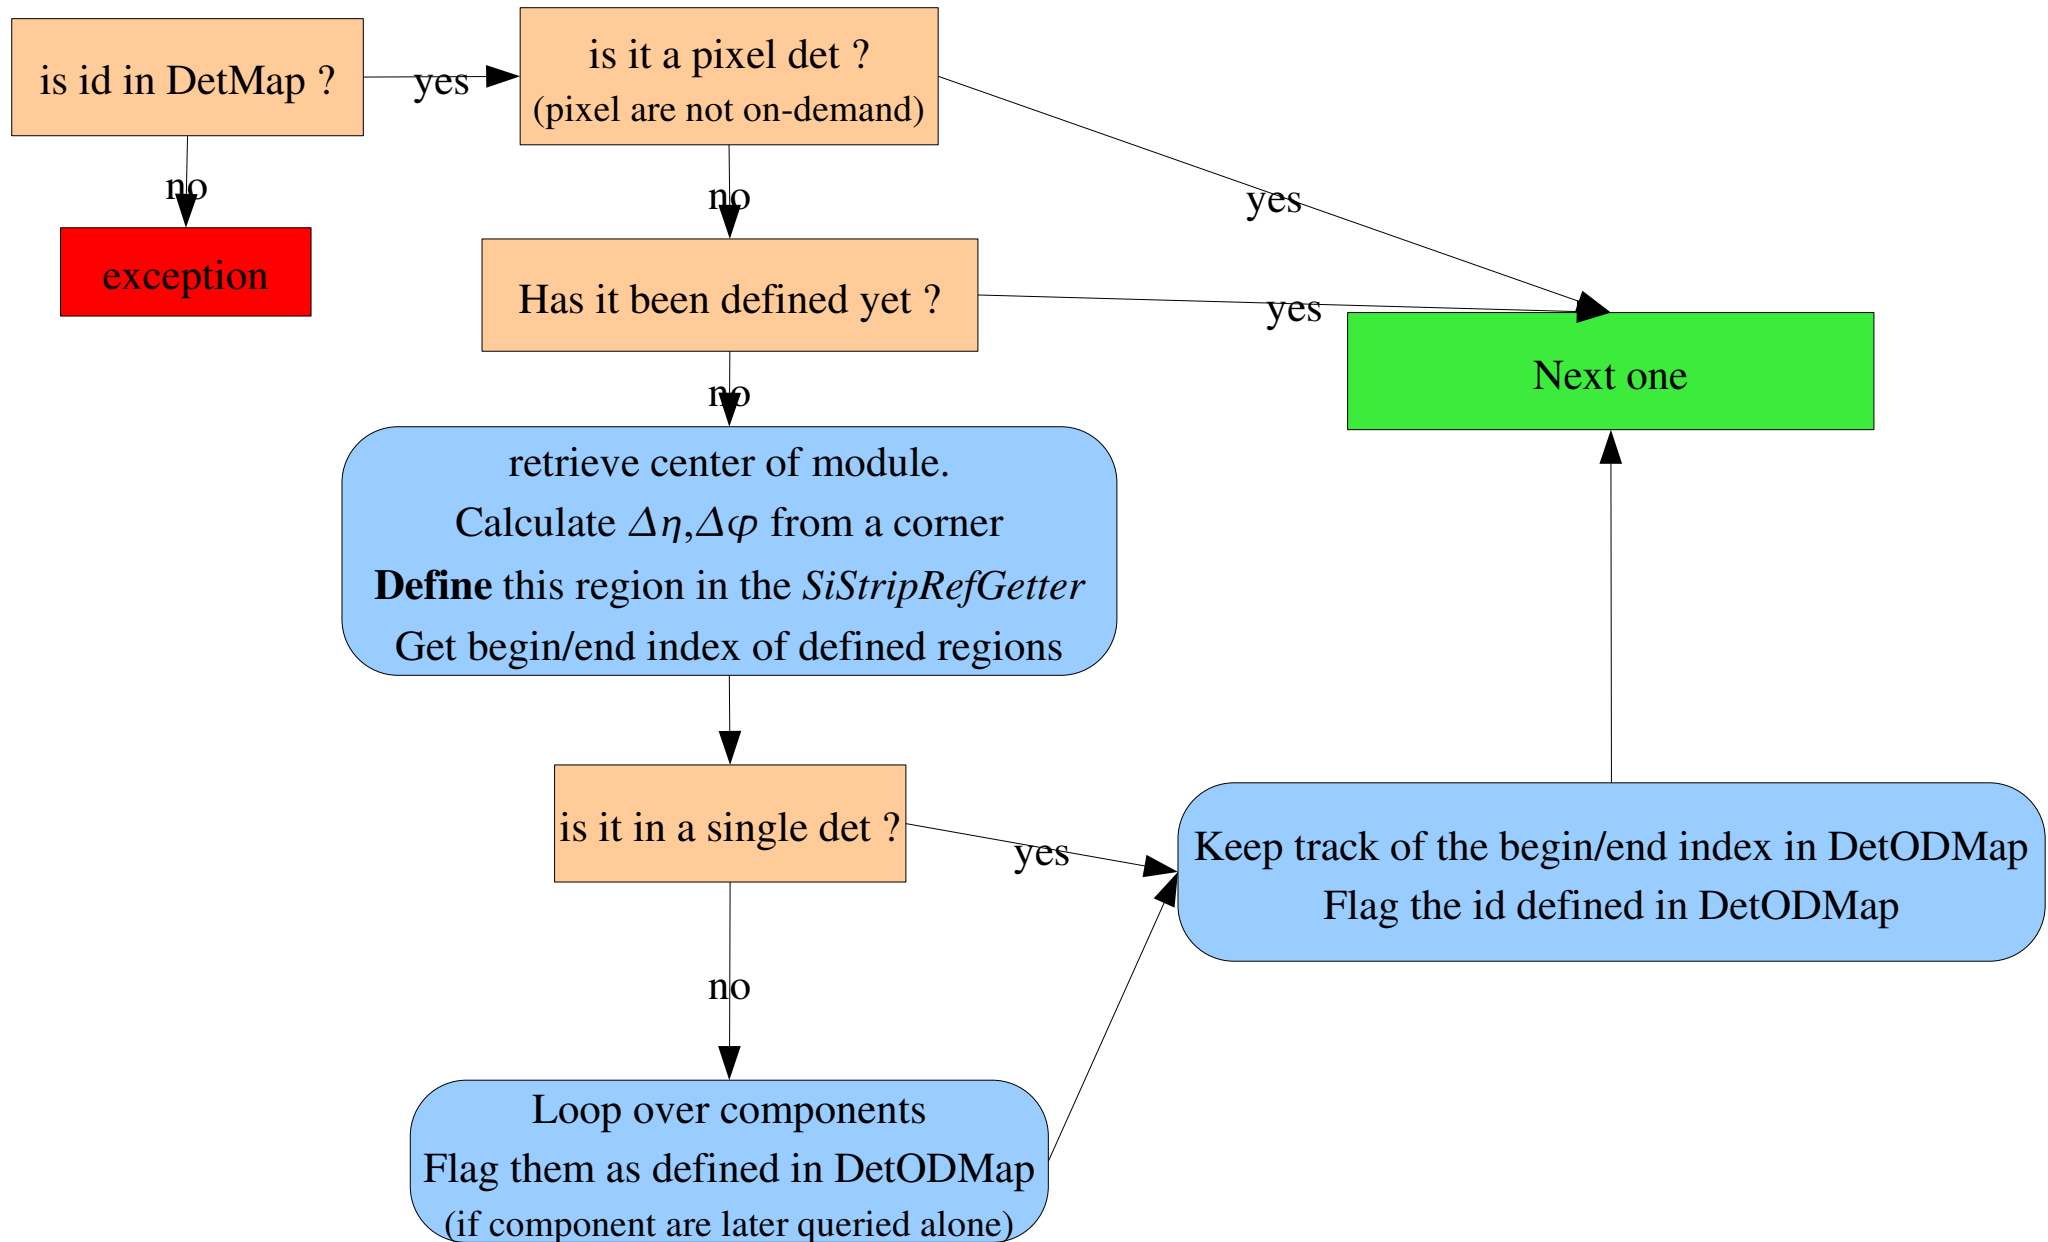 is id in DetMap ?
yes
is it a pixel det ?
(pixel are not on-demand)
no
exception
no
yes
Has it been defined yet ?
yes
Next one
no
retrieve center of module.
Calculate Δη,Δφ from a corner
Define this region in the SiStripRefGetter
Get begin/end index of defined regions
is it in a single det ?
yes
Keep track of the begin/end index in DetODMap
Flag the id defined in DetODMap
no
Loop over components
Flag them as defined in DetODMap
(if component are later queried alone)